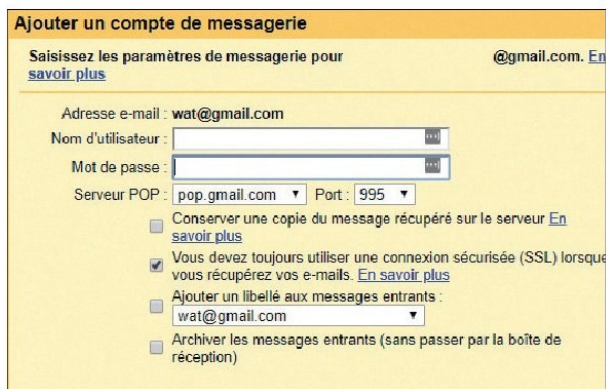 Ajouter un compte de messagerie
Saisissez les paramètres de messagerie pour @gmail.com. En
savoir plus
Adresse e-mail : wat@gmail.com
Nom d'utilisateur :
Mot de passe :
Serveur POP : pop.gmail.com Port : 995
Conserver une copie du message récupéré sur le serveur En
savoir plus
Vous devez toujours utiliser une connexion sécurisée (SSL) lorsque
vous récupérez vos e-mails. En savoir plus
Ajouter un libellé aux messages entrants :
wat@gmail.com
Archiver les messages entrants (sans passer par la boîte de
réception)